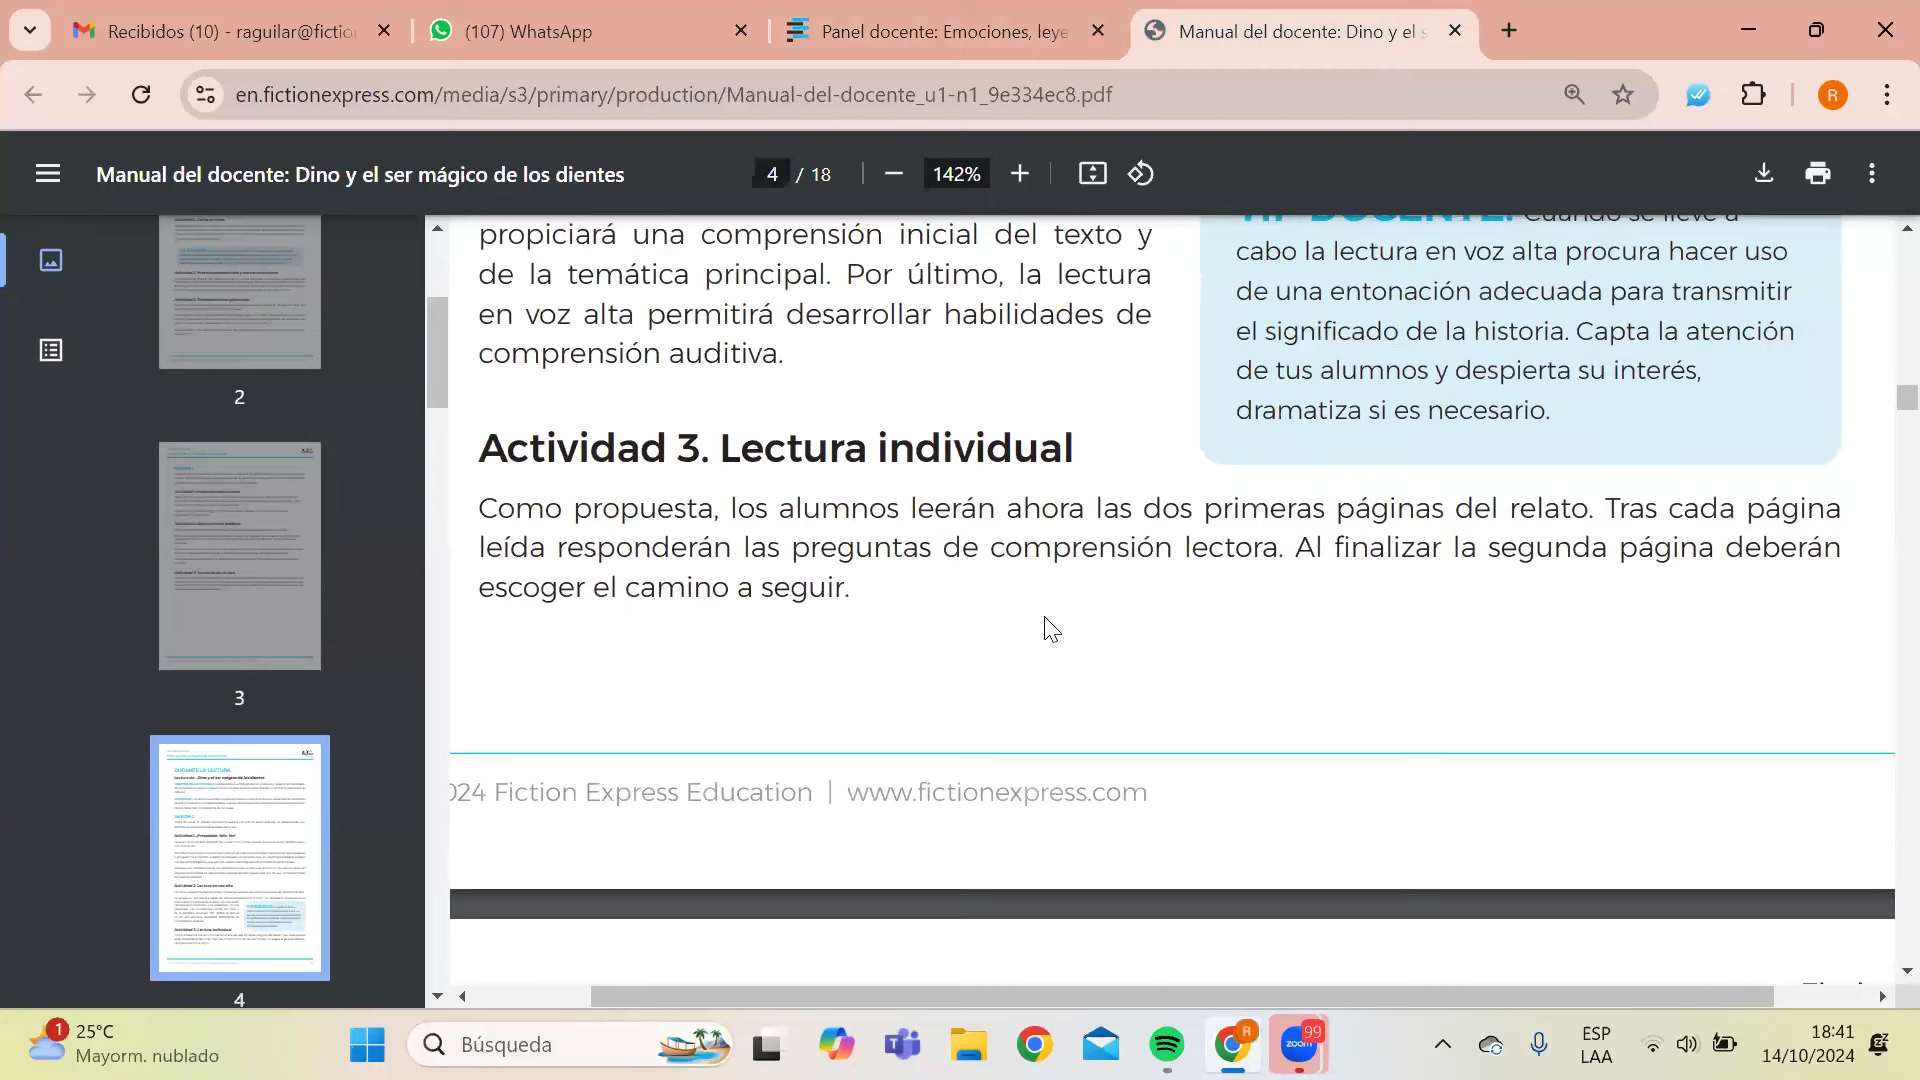 Recibidos (10) - raguilar@fictio
(107) WhatsApp
Panel docente: Emociones, leye
Manual del docente: Dino y el s
en.fictionexpress.com/media/s3/primary/production/Manual-del-docente_u1-n1_9e334ec8.pdf
R
Manual del docente: Dino y el ser mágico de los dientes
4 / 18
142%
2
3
4
propiciará una comprensión inicial del texto y
de la temática principal. Por último, la lectura
en voz alta permitirá desarrollar habilidades de
comprensión auditiva.
cabo la lectura en voz alta procura hacer uso
de una entonación adecuada para transmitir
el significado de la historia. Capta la atención
de tus alumnos y despierta su interés,
dramatiza si es necesario.
Actividad 3. Lectura individual
Como propuesta, los alumnos leerán ahora las dos primeras páginas del relato. Tras cada página
leída responderán las preguntas de comprensión lectora. Al finalizar la segunda página deberán
escoger el camino a seguir.
024 Fiction Express Education | www.fictionexpress.com
1
25°C
Mayorm. nublado
Búsqueda
R
zoom
99
ESP
LAA
18:41
14/10/2024